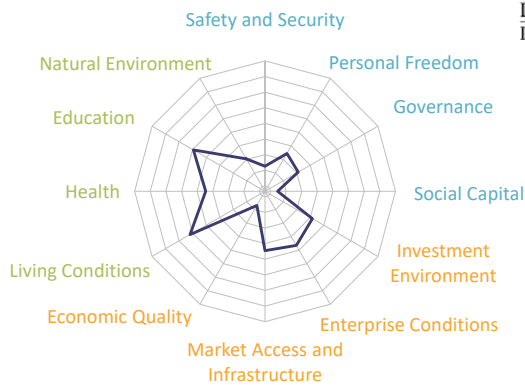 Safety and Security
Natural Environment
Personal Freedom
Education
Governance
Health
Social Capital
Investment
Environment
Living Conditions
Economic Quality
Enterprise Conditions
Market Access and
Infrastructure